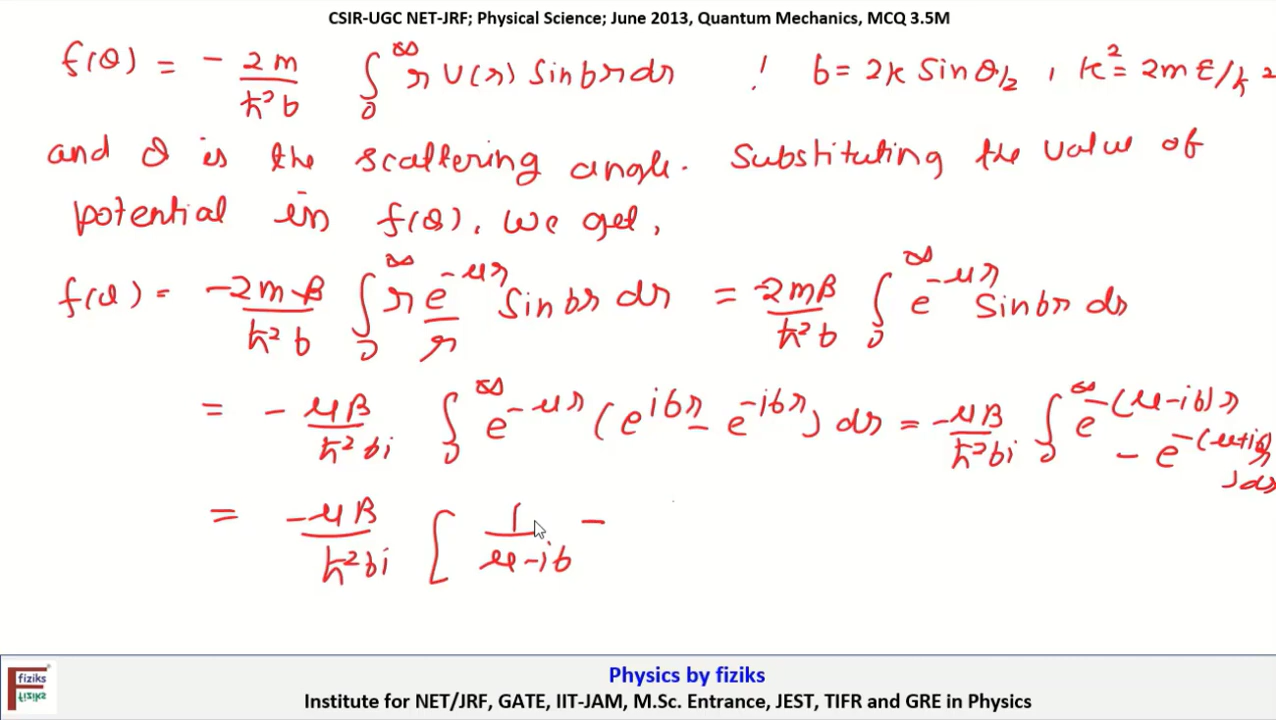 CSIR-UGC NET-JRF; Physical Science; June 2013, Quantum Mechanics, MCQ 3.5M
f(θ) = - 2m/ħ²b ∫₀^∞ r V(r) Sin br dr ; b = 2k Sin θ/2 , k² = 2mE/ħ²
and θ is the scattering angle. Substituting the value of
potential in f(θ), we get,
f(θ) = -2mβ/ħ²b ∫₀^∞ r e^{-μr}/r Sin br dr = -2mβ/ħ²b ∫₀^∞ e^{-μr} Sin br dr
= - μβ/ħ²bi ∫₀^∞ e^{-μr} (e^{ibr} - e^{-ibr}) dr = -μβ/ħ²bi ∫₀^∞ e^{-(μ-ib)r} - e^{-(μ+ib)r} ) dr
= -μβ/ħ²bi [ 1/μ-ib -
fiziks
Physics by fiziks
Institute for NET/JRF, GATE, IIT-JAM, M.Sc. Entrance, JEST, TIFR and GRE in Physics